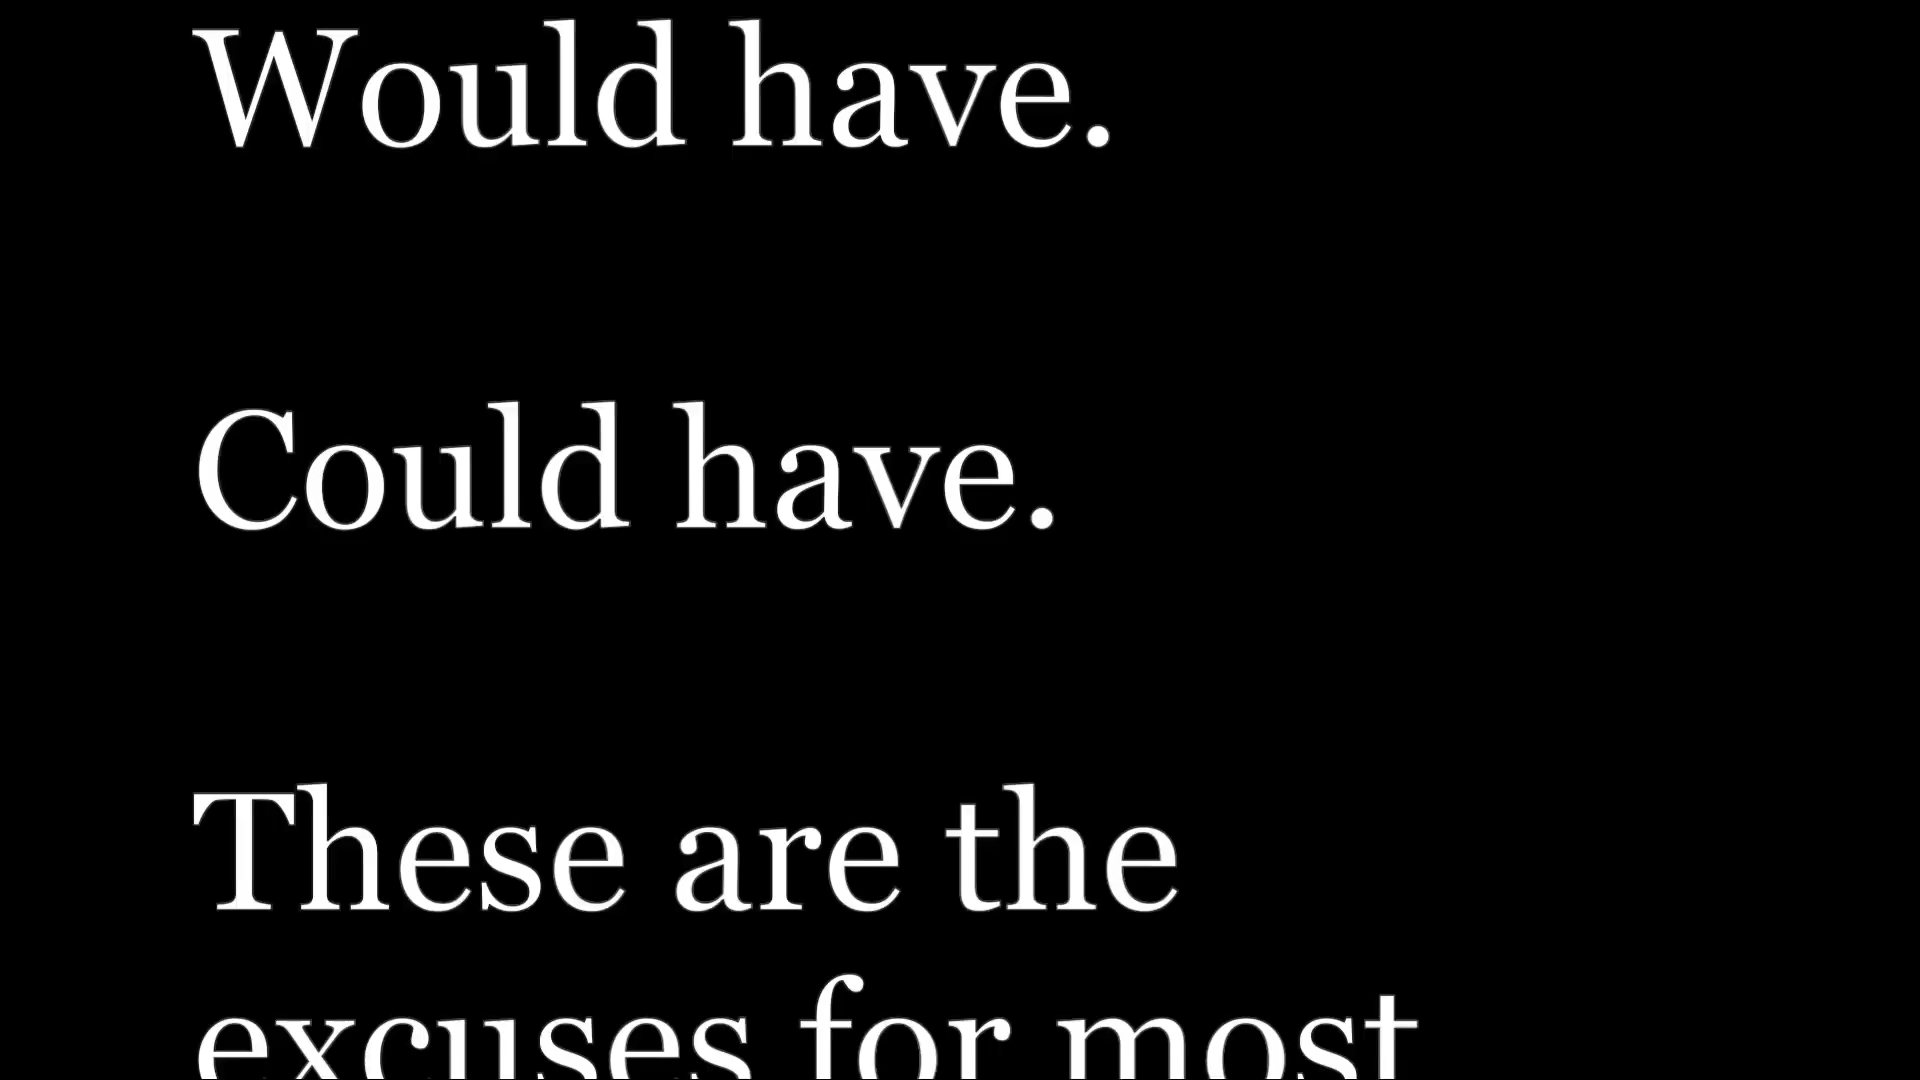 Would have.
Could have.
These are the
excuses for most